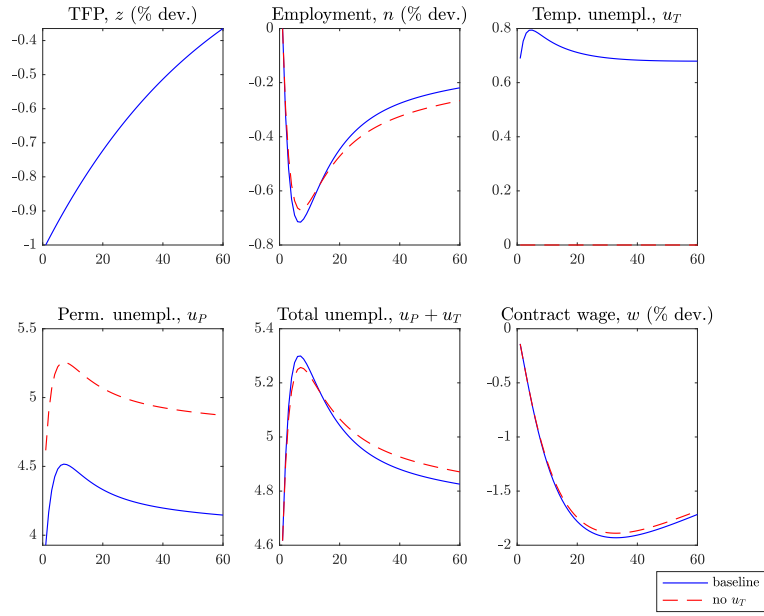 TFP, z (% dev.)
Employment, n (% dev.)
Temp. unempl., u_T
-0.4
-0.5
-0.6
-0.7
-0.8
-0.9
-1
0 20 40 60
0
-0.2
-0.4
-0.6
-0.8
0 20 40 60
0.8
0.6
0.4
0.2
0
0 20 40 60
Perm. unempl., u_P
Total unempl., u_P + u_T
Contract wage, w (% dev.)
5.5
5
4.5
4
0 20 40 60
5.4
5.2
5
4.8
4.6
0 20 40 60
0
-0.5
-1
-1.5
-2
0 20 40 60
baseline
no u_T